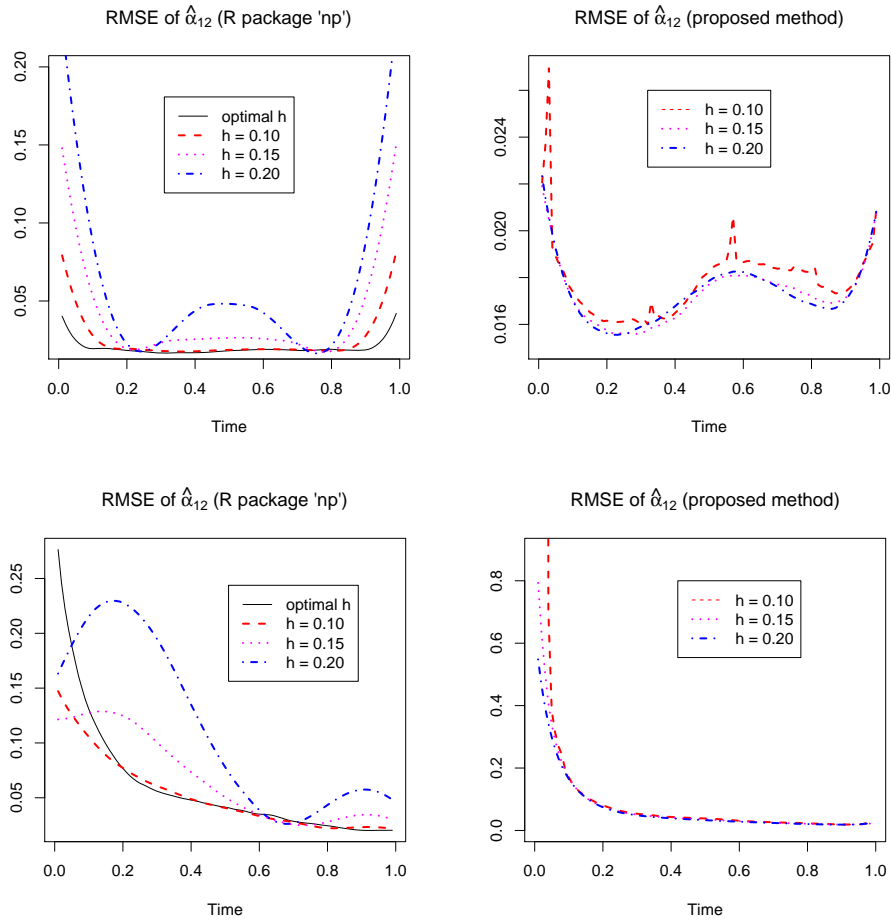 RMSE of α̂₁₂ (R package 'np')
0.05 0.10 0.15 0.20
optimal h
h = 0.10
h = 0.15
h = 0.20
0.0 0.2 0.4 0.6 0.8 1.0
Time
RMSE of α̂₁₂ (proposed method)
0.016 0.020 0.024
h = 0.10
h = 0.15
h = 0.20
0.0 0.2 0.4 0.6 0.8 1.0
Time
RMSE of α̂₁₂ (R package 'np')
0.05 0.10 0.15 0.20 0.25
optimal h
h = 0.10
h = 0.15
h = 0.20
0.0 0.2 0.4 0.6 0.8 1.0
Time
RMSE of α̂₁₂ (proposed method)
0.0 0.2 0.4 0.6 0.8
h = 0.10
h = 0.15
h = 0.20
0.0 0.2 0.4 0.6 0.8 1.0
Time